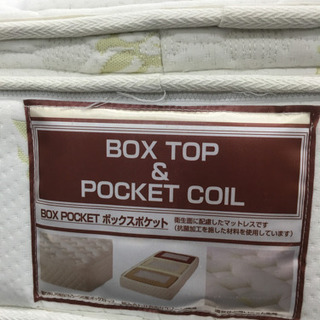 BOX TOP
&
POCKET COIL
BOX POCKET ボックスポケット
衛生面に配慮したマットレスです
(抗菌加工を施した材料を使用しています)